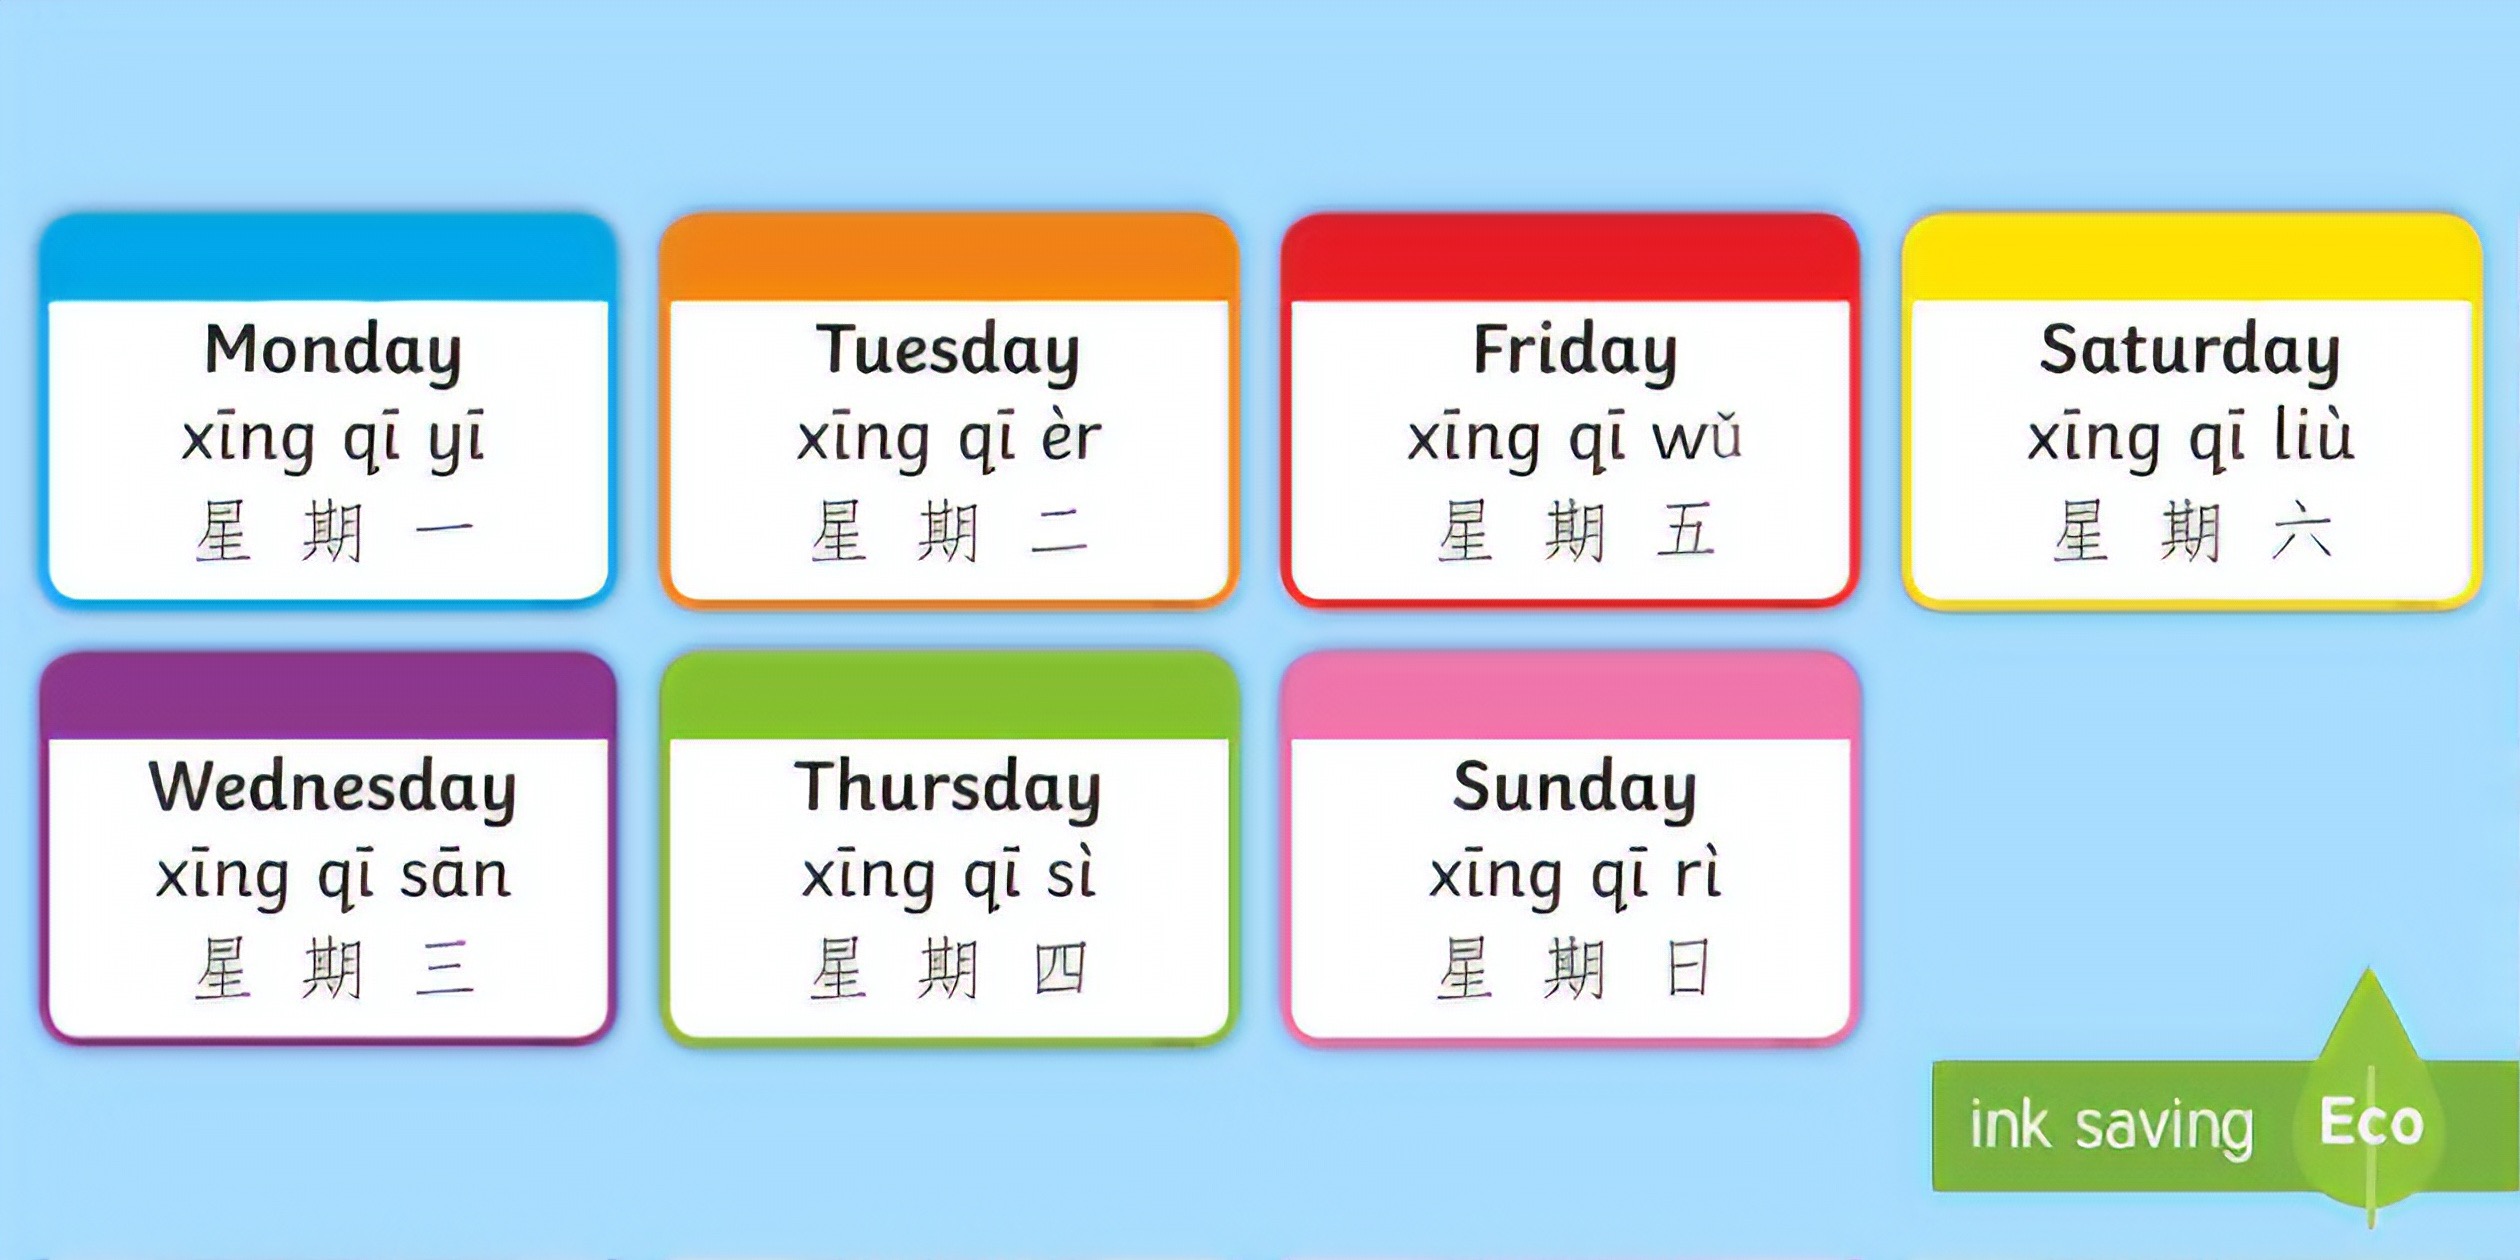 Monday
xīng qī yī
星 期 一
Tuesday
xīng qī èr
星 期 二
Friday
xīng qī wǔ
星 期 五
Saturday
xīng qī liù
星 期 六
Wednesday
xīng qī sān
星 期 三
Thursday
xīng qī sì
星 期 四
Sunday
xīng qī rì
星 期 日
ink saving Eco